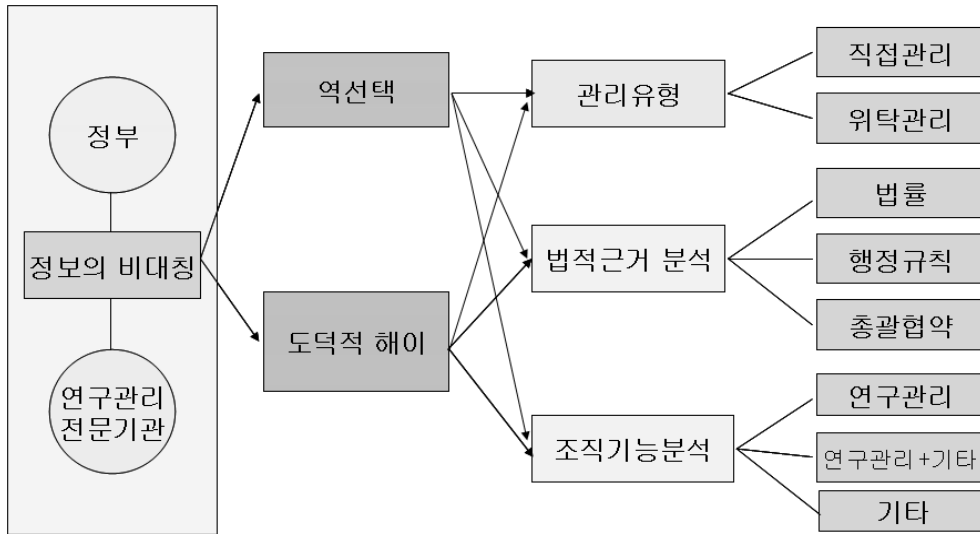 정부
정보의 비대칭
연구관리
전문기관
역선택
도덕적 해이
관리유형
법적근거 분석
조직기능분석
직접관리
위탁관리
법률
행정규칙
총괄협약
연구관리
연구관리+기타
기타